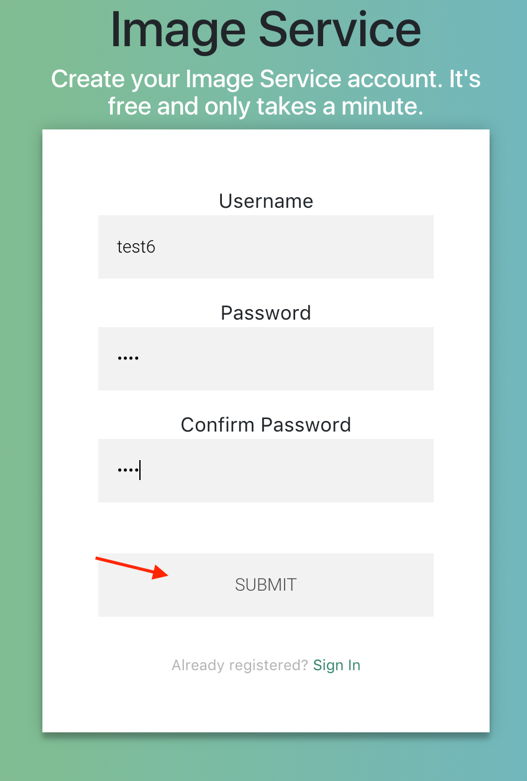 Image Service
Create your Image Service account. It's
free and only takes a minute.
Username
test6
Password
••••
Confirm Password
••••
SUBMIT
Already registered? Sign In